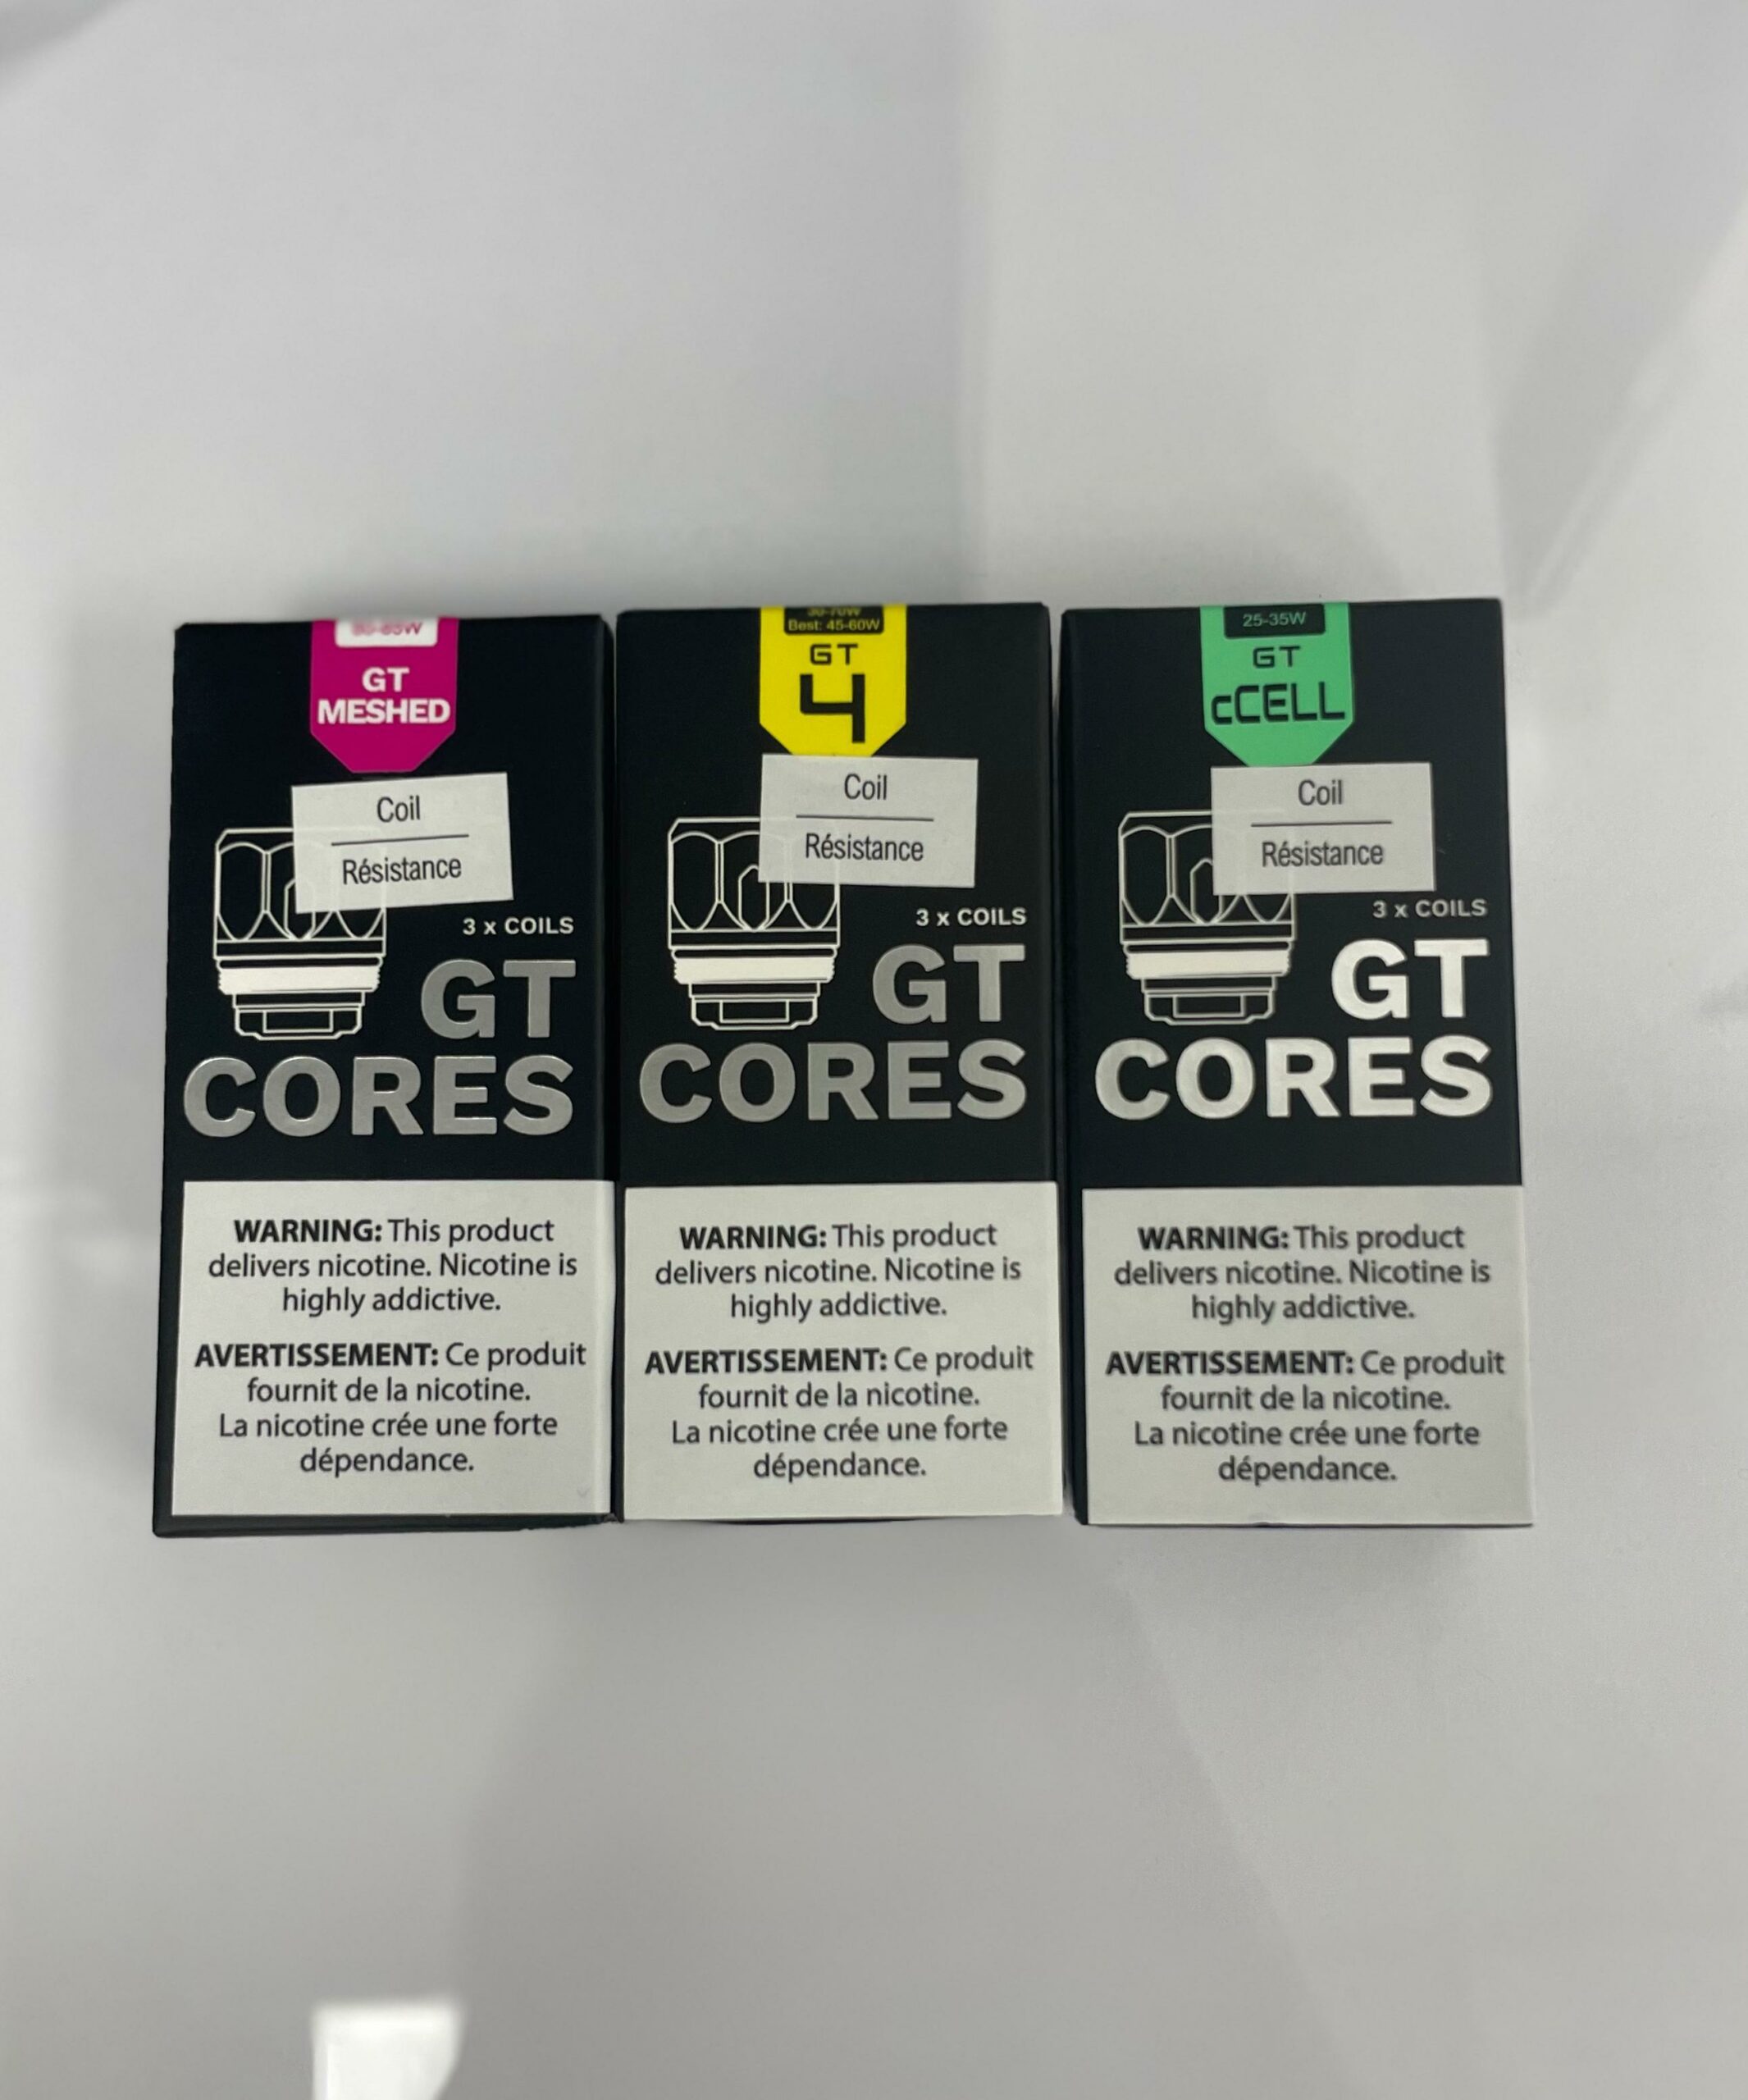 GT
MESHED
Coil
Résistance
3 x COILS
GT
CORES
WARNING: This product
delivers nicotine. Nicotine is
highly addictive.
AVERTISSEMENT: Ce produit
fournit de la nicotine.
La nicotine crée une forte
dépendance.
30-70W
Best: 45-60W
GT
4
Coil
Résistance
3 x COILS
GT
CORES
WARNING: This product
delivers nicotine. Nicotine is
highly addictive.
AVERTISSEMENT: Ce produit
fournit de la nicotine.
La nicotine crée une forte
dépendance.
25-35W
GT
cCELL
Coil
Résistance
3 x COILS
GT
CORES
WARNING: This product
delivers nicotine. Nicotine is
highly addictive.
AVERTISSEMENT: Ce produit
fournit de la nicotine.
La nicotine crée une forte
dépendance.